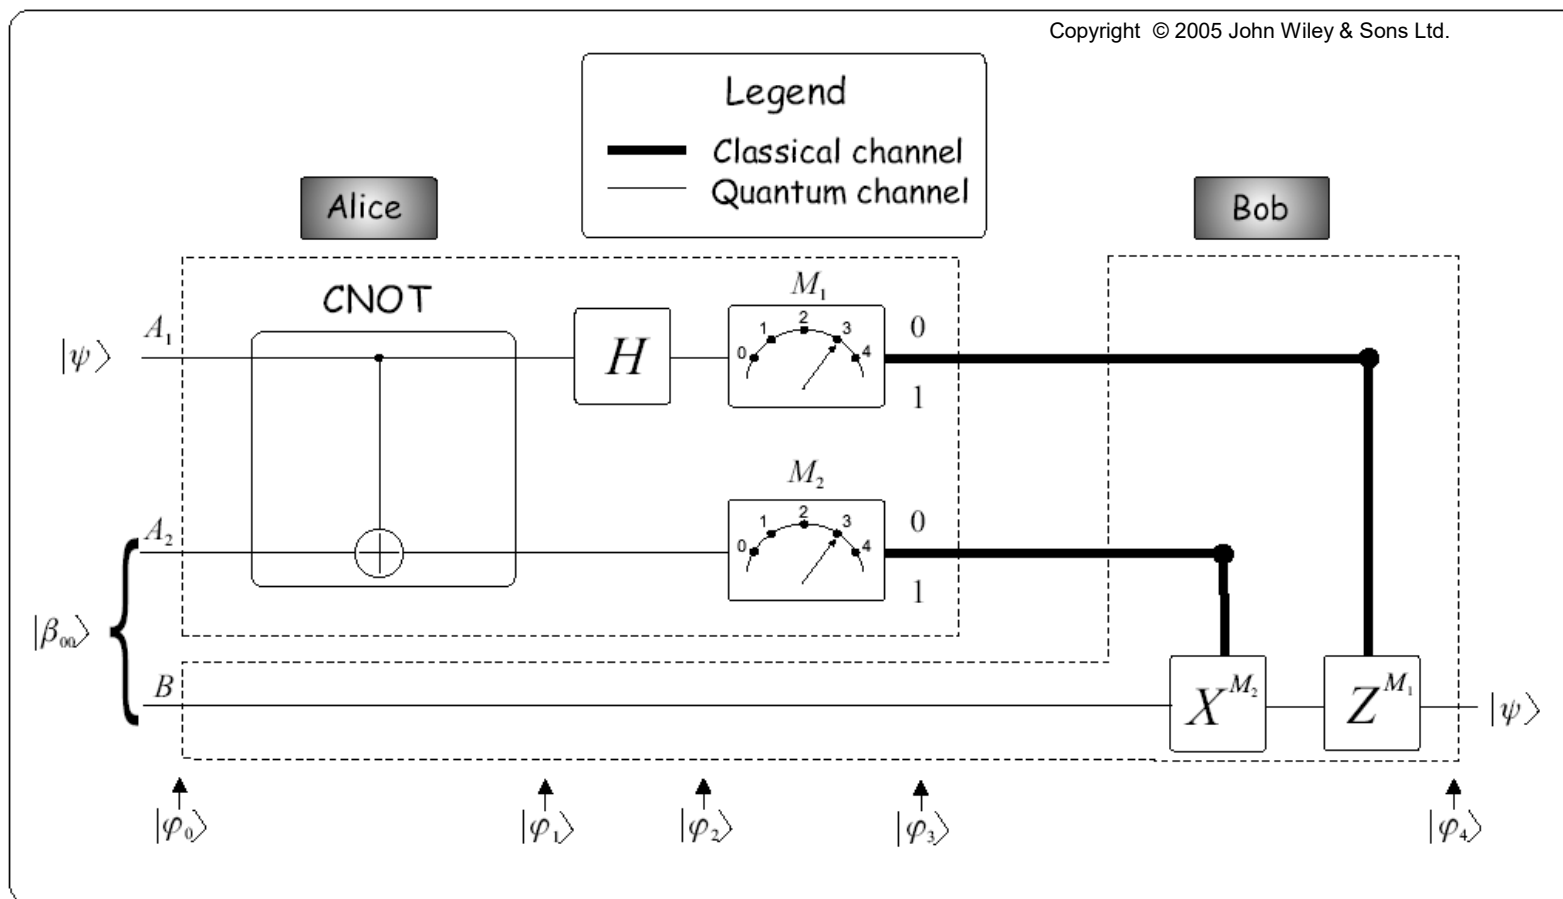 Copyright © 2005 John Wiley & Sons Ltd.
Legend
Classical channel
Quantum channel
Alice
Bob
CNOT
M₁
A₁
|ψ⟩
H
0 1 2 3 4
0
1
M₂
A₂
0 1 2 3 4
0
1
|β₀₀⟩
B
X^M₂
Z^M₁
|ψ⟩
|φ₀⟩
|φ₁⟩
|φ₂⟩
|φ₃⟩
|φ₄⟩